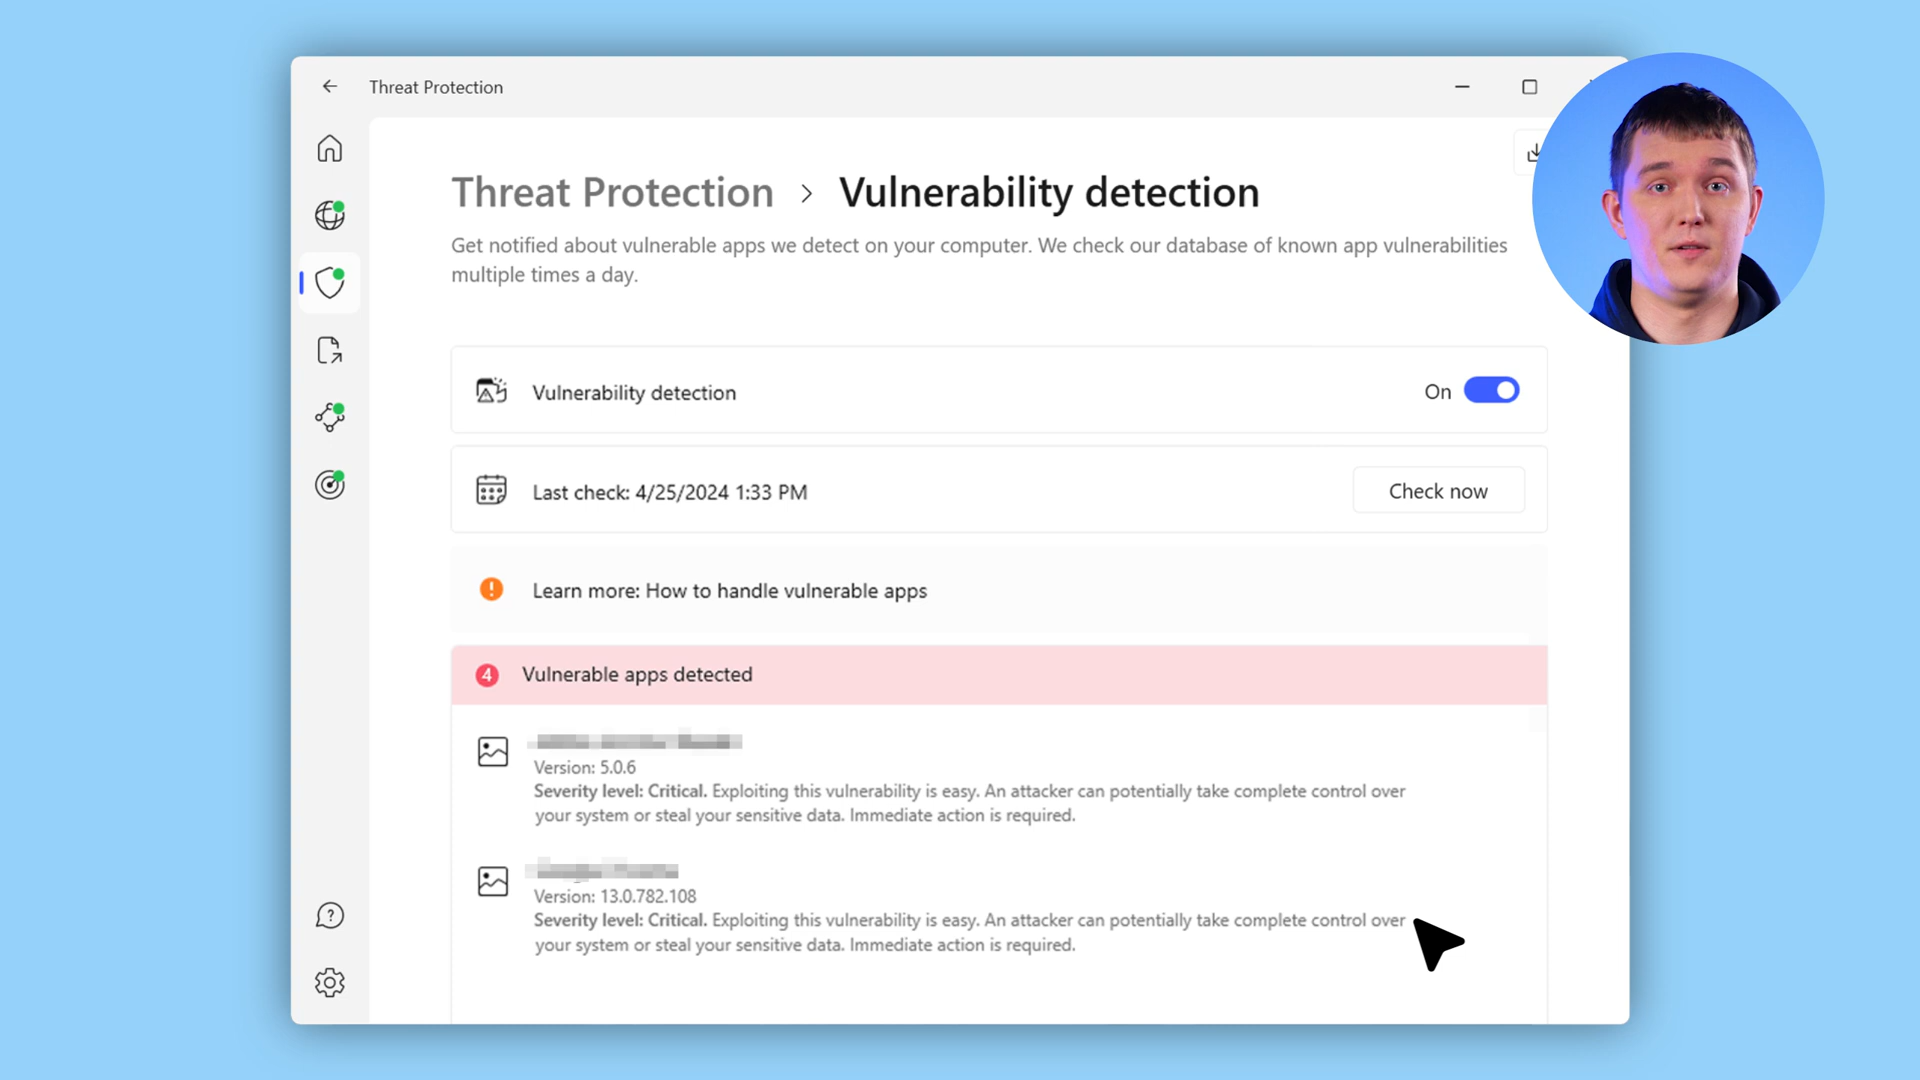 Threat Protection
Threat Protection > Vulnerability detection
Get notified about vulnerable apps we detect on your computer. We check our database of known app vulnerabilities
multiple times a day.
Vulnerability detection
On
Last check: 4/25/2024 1:33 PM
Check now
Learn more: How to handle vulnerable apps
4
Vulnerable apps detected
Version: 5.0.6
Severity level: Critical. Exploiting this vulnerability is easy. An attacker can potentially take complete control over
your system or steal your sensitive data. Immediate action is required.
Version: 13.0.782.108
Severity level: Critical. Exploiting this vulnerability is easy. An attacker can potentially take complete control over
your system or steal your sensitive data. Immediate action is required.